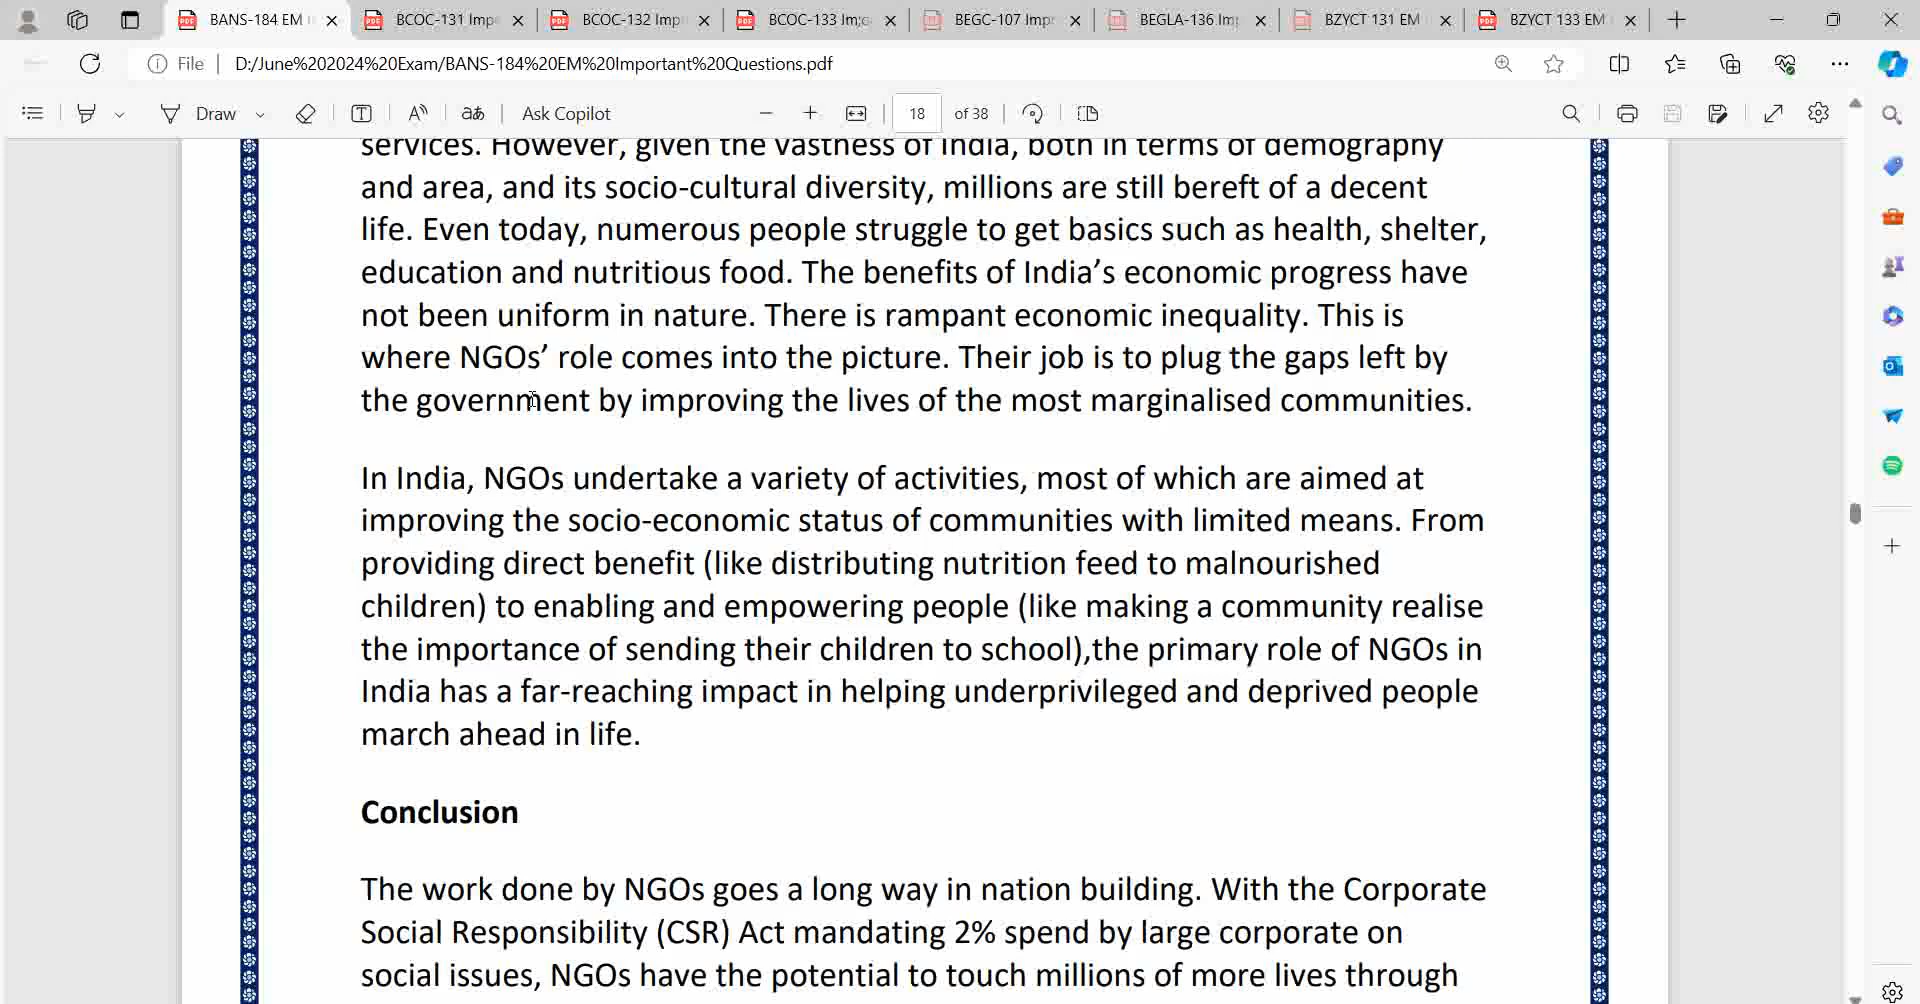 BANS-184 EM
BCOC-131 Imp
BCOC-132 Imp
BCOC-133 Im;c
BEGC-107 Imp
BEGLA-136 Im
BZYCT 131 EM
BZYCT 133 EM
File
D:/June%202024%20Exam/BANS-184%20EM%20Important%20Questions.pdf
Draw
Ask Copilot
18
of 38
services. However, given the vastness of India, both in terms of demography
and area, and its socio-cultural diversity, millions are still bereft of a decent
life. Even today, numerous people struggle to get basics such as health, shelter,
education and nutritious food. The benefits of India’s economic progress have
not been uniform in nature. There is rampant economic inequality. This is
where NGOs’ role comes into the picture. Their job is to plug the gaps left by
the government by improving the lives of the most marginalised communities.
In India, NGOs undertake a variety of activities, most of which are aimed at
improving the socio-economic status of communities with limited means. From
providing direct benefit (like distributing nutrition feed to malnourished
children) to enabling and empowering people (like making a community realise
the importance of sending their children to school),the primary role of NGOs in
India has a far-reaching impact in helping underprivileged and deprived people
march ahead in life.
Conclusion
The work done by NGOs goes a long way in nation building. With the Corporate
Social Responsibility (CSR) Act mandating 2% spend by large corporate on
social issues, NGOs have the potential to touch millions of more lives through